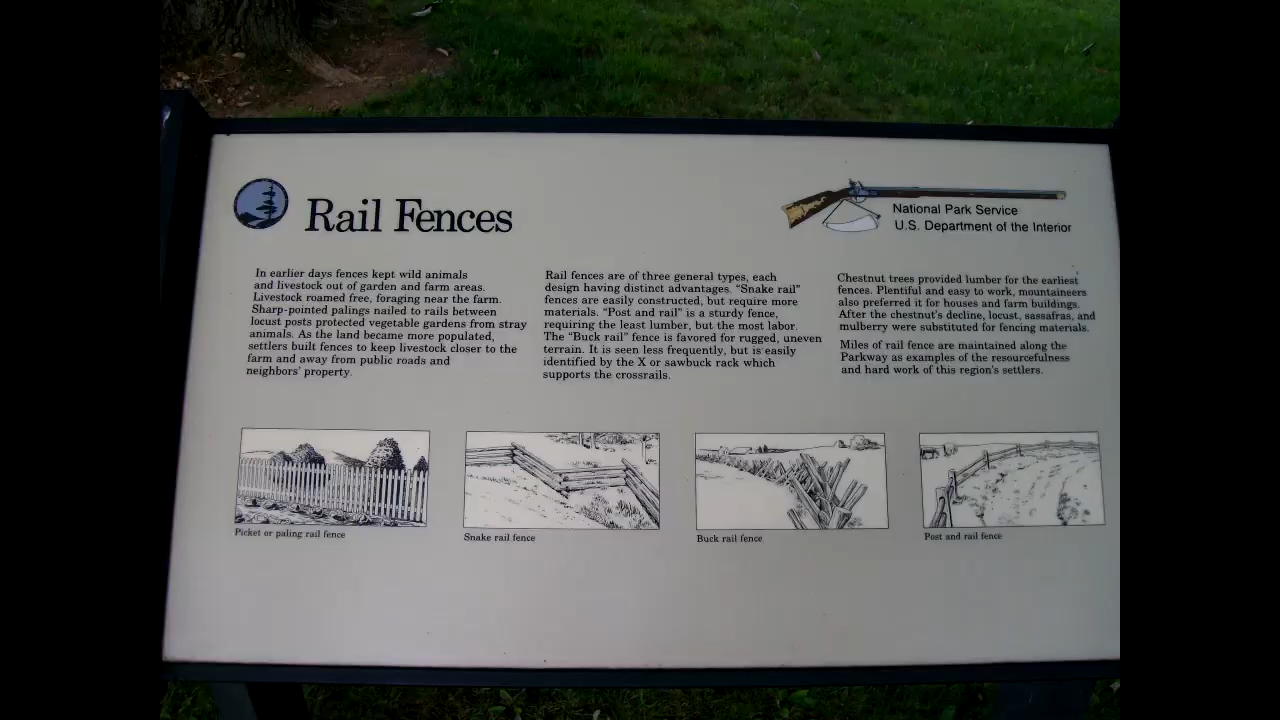 Rail Fences
National Park Service
U.S. Department of the Interior
In earlier days fences kept wild animals
and livestock out of garden and farm areas.
Livestock roamed free, foraging near the farm.
Sharp-pointed palings nailed to rails between
locust posts protected vegetable gardens from stray
animals. As the land became more populated,
settlers built fences to keep livestock closer to the
farm and away from public roads and
neighbors' property.
Rail fences are of three general types, each
design having distinct advantages. "Snake rail"
fences are easily constructed, but require more
materials. "Post and rail" is a sturdy fence,
requiring the least lumber, but the most labor.
The "Buck rail" fence is favored for rugged, uneven
terrain. It is seen less frequently, but is easily
identified by the X or sawbuck rack which
supports the crossrails.
Chestnut trees provided lumber for the earliest
fences. Plentiful and easy to work, mountaineers
also preferred it for houses and farm buildings.
After the chestnut's decline, locust, sassafras, and
mulberry were substituted for fencing materials.
Miles of rail fence are maintained along the
Parkway as examples of the resourcefulness
and hard work of this region's settlers.
Picket or paling rail fence
Snake rail fence
Buck rail fence
Post and rail fence